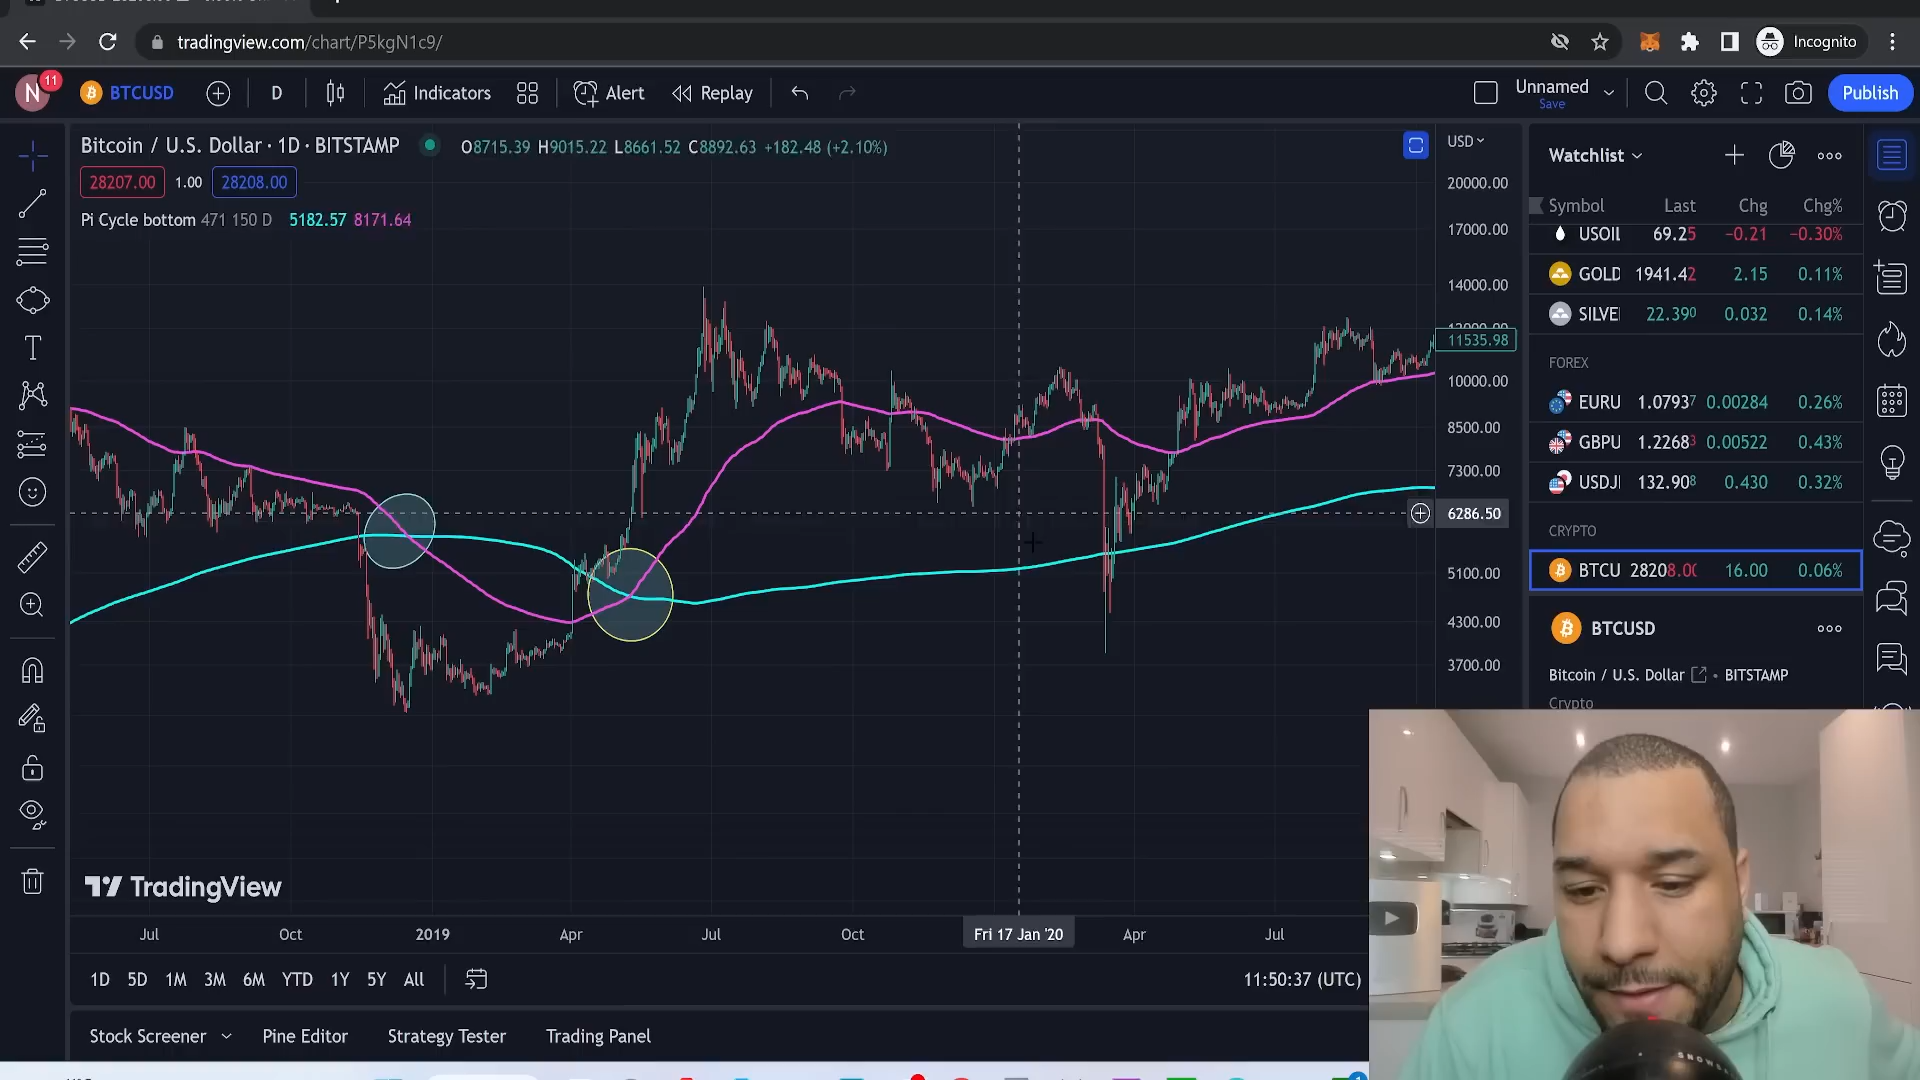 tradingview.com/chart/P5kgN1c9/
Incognito
N
11
BTCUSD
D
Indicators
Alert
Replay
Unnamed
Save
Publish
Bitcoin / U.S. Dollar · 1D · BITSTAMP
O8715.39 H9015.22 L8661.52 C8892.63 +182.48 (+2.10%)
28207.00 1.00 28208.00
Pi Cycle bottom 471 150 D 5182.57 8171.64
USD
20000.00
17000.00
14000.00
12000.00
11535.98
10000.00
8500.00
7300.00
6286.50
5100.00
4300.00
3700.00
TradingView
Jul Oct 2019 Apr Jul Oct Fri 17 Jan '20 Apr Jul
1D 5D 1M 3M 6M YTD 1Y 5Y All
11:50:37 (UTC)
Stock Screener Pine Editor Strategy Tester Trading Panel
Watchlist
Symbol Last Chg Chg%
USOIL 69.25 −0.21 −0.30%
GOLD 1941.42 2.15 0.11%
SILVE 22.390 0.032 0.14%
FOREX
EURU 1.07937 0.00284 0.26%
GBPU 1.22683 0.00522 0.43%
USDJ 132.908 0.430 0.32%
CRYPTO
BTCU 28208.00 16.00 0.06%
BTCUSD
Bitcoin / U.S. Dollar • BITSTAMP
Crypto